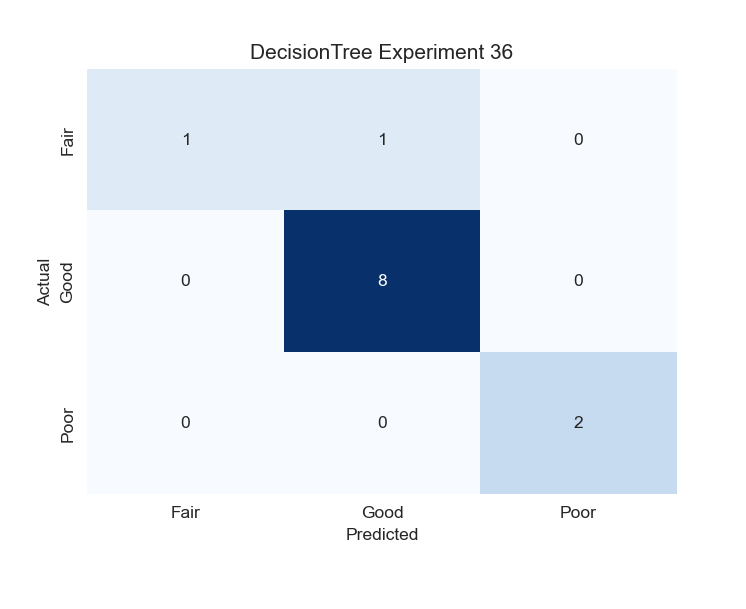 DecisionTree Experiment 36
Actual
Fair
1 1 0
Good
0 8 0
Poor
0 0 2
Fair Good Poor
Predicted